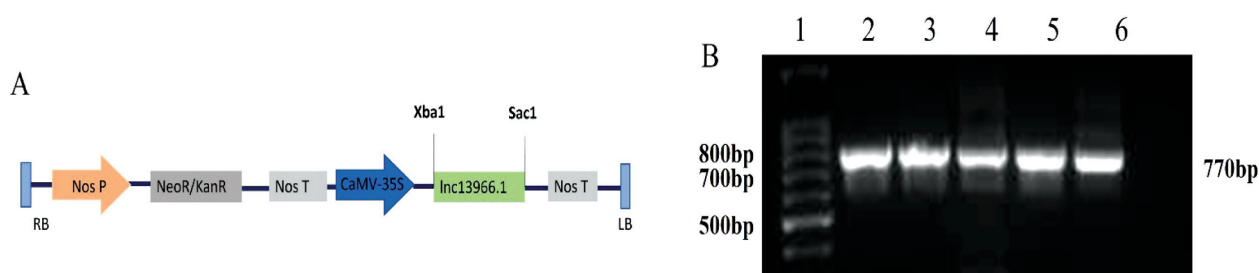 A
Xba1 Sac1
Nos P NeoR/KanR Nos T CaMV-35S lnc13966.1 Nos T
RB LB
B
1 2 3 4 5 6
800bp
700bp
500bp
770bp